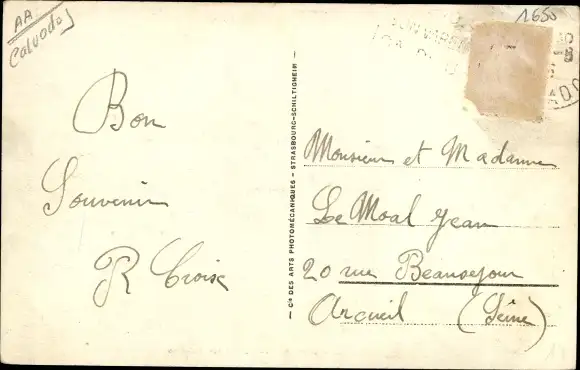 AA
Calvados
1650
Bon
Souvenir
R Croix
— Cie DES ARTS PHOTOMÉCANIQUES - STRASBOURG-SCHILTIGHEIM —
Monsieur et Madame
Le Moal Jean
20 rue Beausejour
Arcueil (Seine)